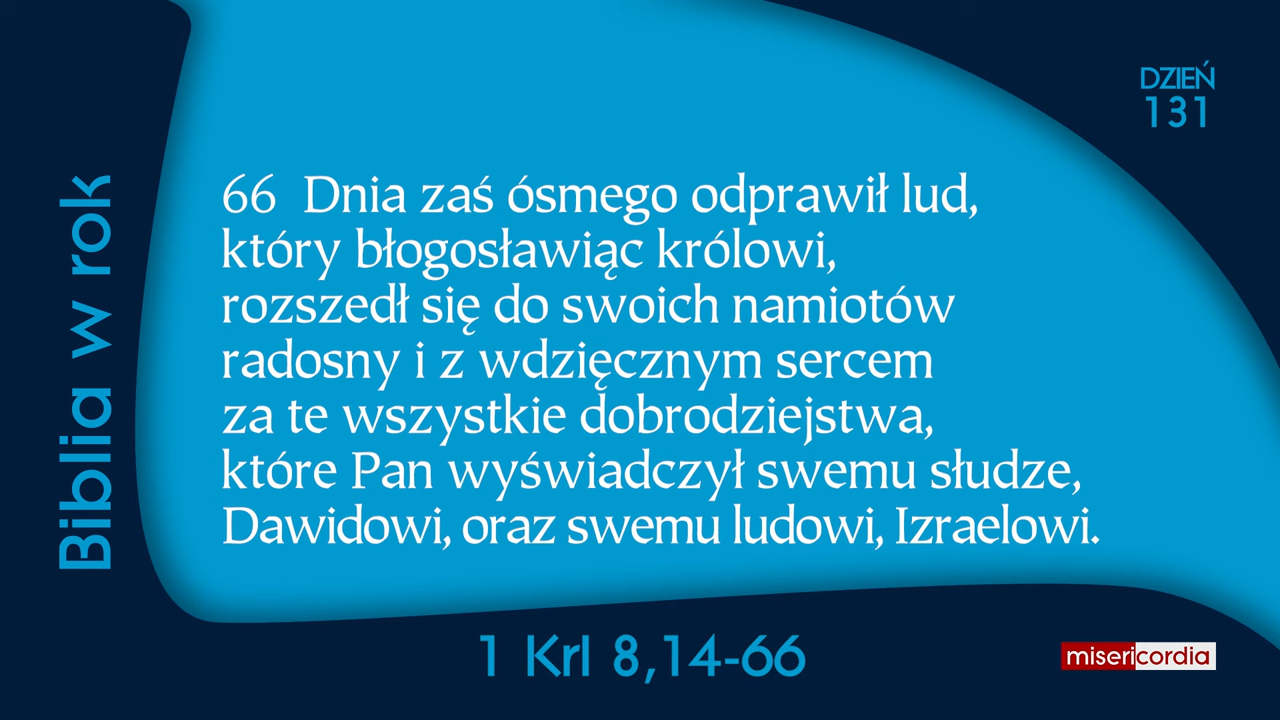 DZIEŃ
131
Biblia w rok
66 Dnia zaś ósmego odprawił lud,
który błogosławiąc królowi,
rozszedł się do swoich namiotów
radosny i z wdzięcznym sercem
za te wszystkie dobrodziejstwa,
które Pan wyświadczył swemu słudze,
Dawidowi, oraz swemu ludowi, Izraelowi.
1 Krl 8,14-66
misericordia